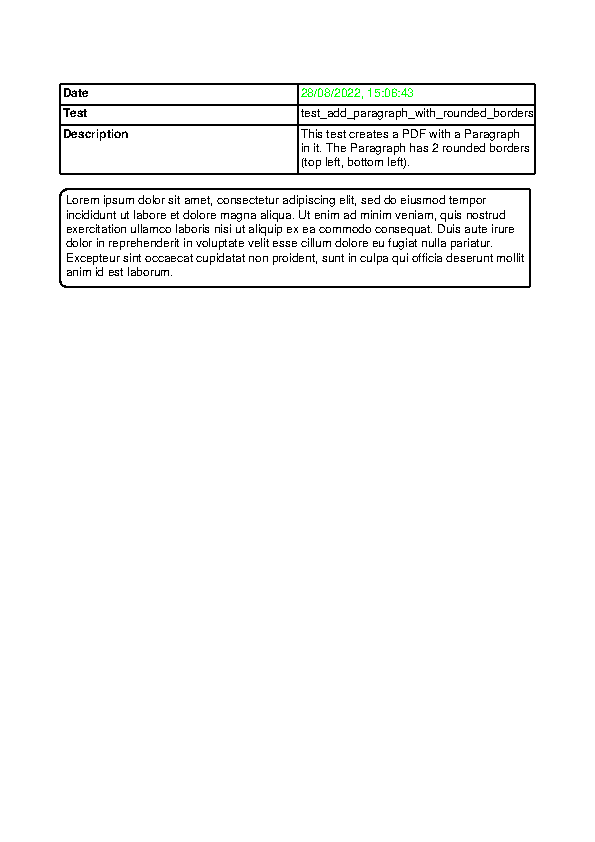 Date 28/08/2022, 15:06:43
Test test_add_paragraph_with_rounded_borders
Description This test creates a PDF with a Paragraph
in it. The Paragraph has 2 rounded borders
(top left, bottom left).
Lorem ipsum dolor sit amet, consectetur adipiscing elit, sed do eiusmod tempor
incididunt ut labore et dolore magna aliqua. Ut enim ad minim veniam, quis nostrud
exercitation ullamco laboris nisi ut aliquip ex ea commodo consequat. Duis aute irure
dolor in reprehenderit in voluptate velit esse cillum dolore eu fugiat nulla pariatur.
Excepteur sint occaecat cupidatat non proident, sunt in culpa qui officia deserunt mollit
anim id est laborum.